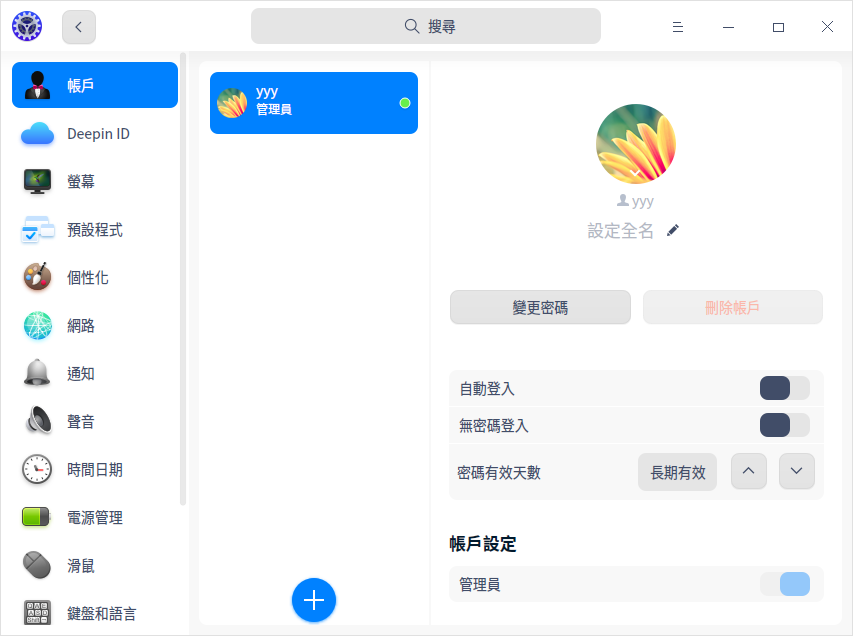 搜尋
帳戶
Deepin ID
螢幕
預設程式
個性化
網路
通知
聲音
時間日期
電源管理
滑鼠
鍵盤和語言
yyy
管理員
yyy
設定全名
變更密碼
刪除帳戶
自動登入
無密碼登入
密碼有效天數
長期有效
帳戶設定
管理員